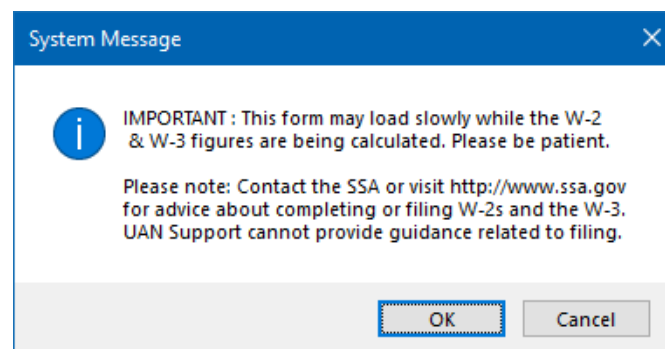 System Message
IMPORTANT : This form may load slowly while the W-2
& W-3 figures are being calculated. Please be patient.
Please note: Contact the SSA or visit http://www.ssa.gov
for advice about completing or filing W-2s and the W-3.
UAN Support cannot provide guidance related to filing.
OK
Cancel